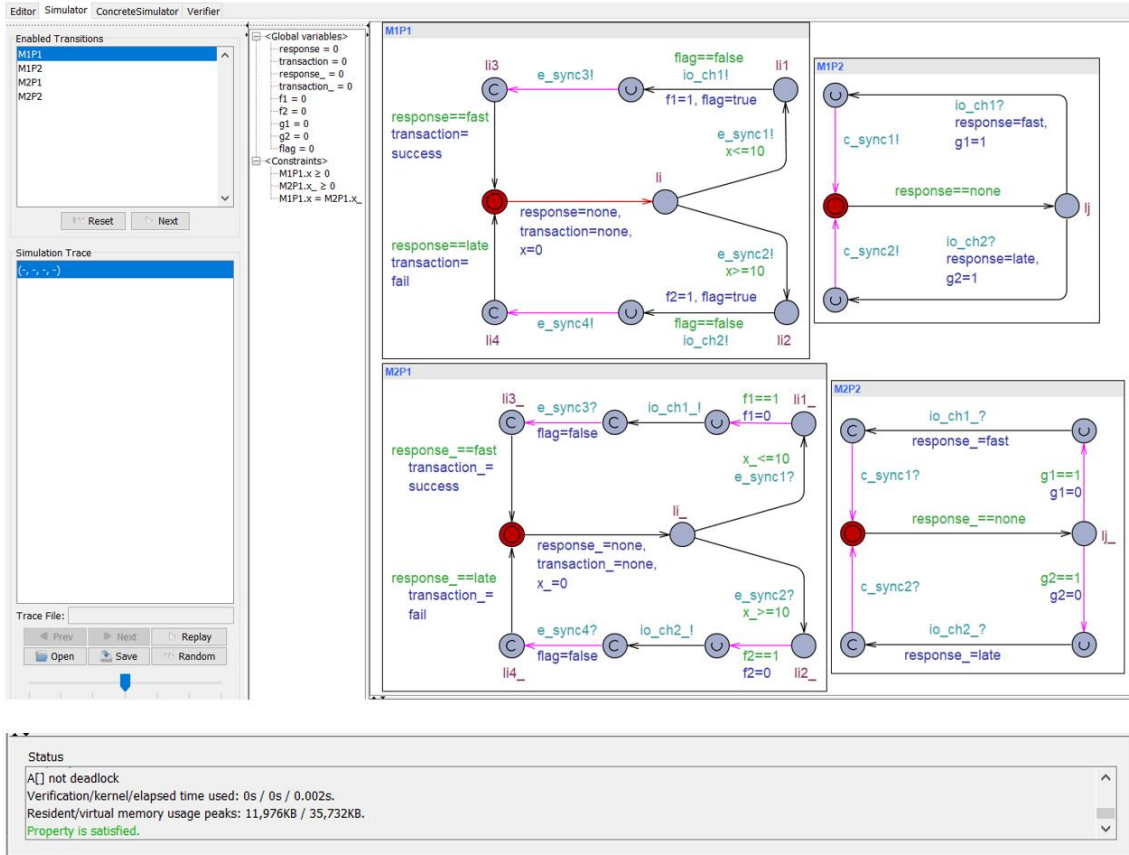 Editor Simulator ConcreteSimulator Verifier
Enabled Transitions
M1P1
M1P2
M2P1
M2P2
Reset Next
Simulation Trace
(-, -, -, -)
Trace File:
Prev Next Replay
Open Save Random
<Global variables>
response = 0
transaction = 0
response_ = 0
transaction_ = 0
f1 = 0
f2 = 0
g1 = 0
g2 = 0
flag = 0
<Constraints>
M1P1.x ≥ 0
M2P1.x_ ≥ 0
M1P1.x = M2P1.x_
M1P1
li3
e_sync3!
flag==false
io_ch1!
f1=1, flag=true
li1
C
U
response==fast
transaction=
success
e_sync1!
x<=10
li
response=none,
transaction=none,
x=0
response==late
transaction=
fail
e_sync2!
x>=10
f2=1, flag=true
C
U
e_sync4!
flag==false
io_ch2!
li4
li2
M1P2
U
io_ch1?
response=fast,
g1=1
c_sync1!
response==none
lj
c_sync2!
io_ch2?
response=late,
g2=1
U
M2P1
li3_
e_sync3?
io_ch1_!
f1==1
f1=0
li1_
C
C
U
flag=false
response_==fast
transaction_=
success
x_<=10
e_sync1?
li_
response_=none,
transaction_=none,
x_=0
response_==late
transaction_=
fail
e_sync2?
x_>=10
e_sync4?
io_ch2_!
C
C
U
flag=false
f2==1
f2=0
li4_
li2_
M2P2
io_ch1_?
C
U
response_=fast
c_sync1?
g1==1
g1=0
response_==none
lj_
c_sync2?
g2==1
g2=0
io_ch2_?
C
U
response_=late
Status
A[] not deadlock
Verification/kernel/elapsed time used: 0s / 0s / 0.002s.
Resident/virtual memory usage peaks: 11,976KB / 35,732KB.
Property is satisfied.